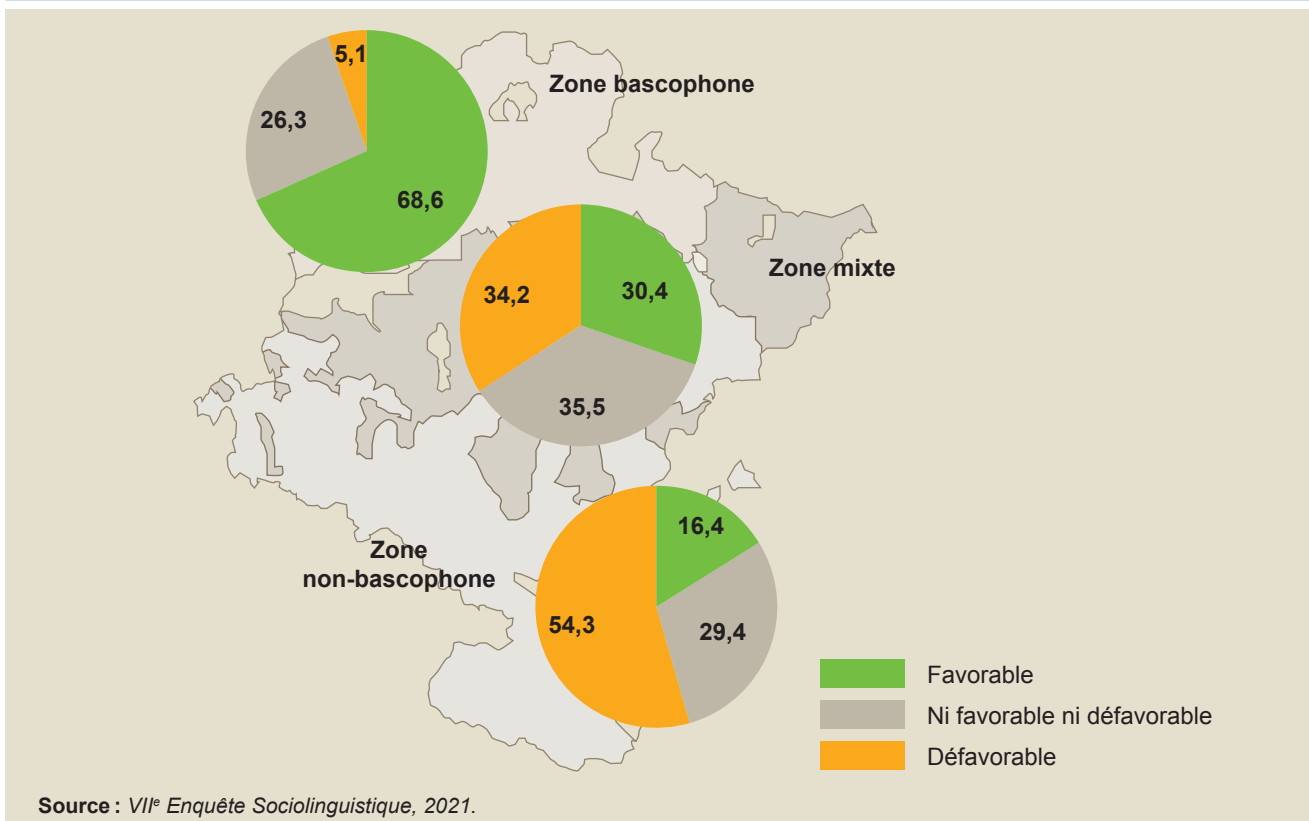 5,1
Zone bascophone
26,3
68,6
Zone mixte
34,2
30,4
35,5
16,4
Zone
non-bascophone
54,3
29,4
Favorable
Ni favorable ni défavorable
Défavorable
Source : VIIe Enquête Sociolinguistique, 2021.